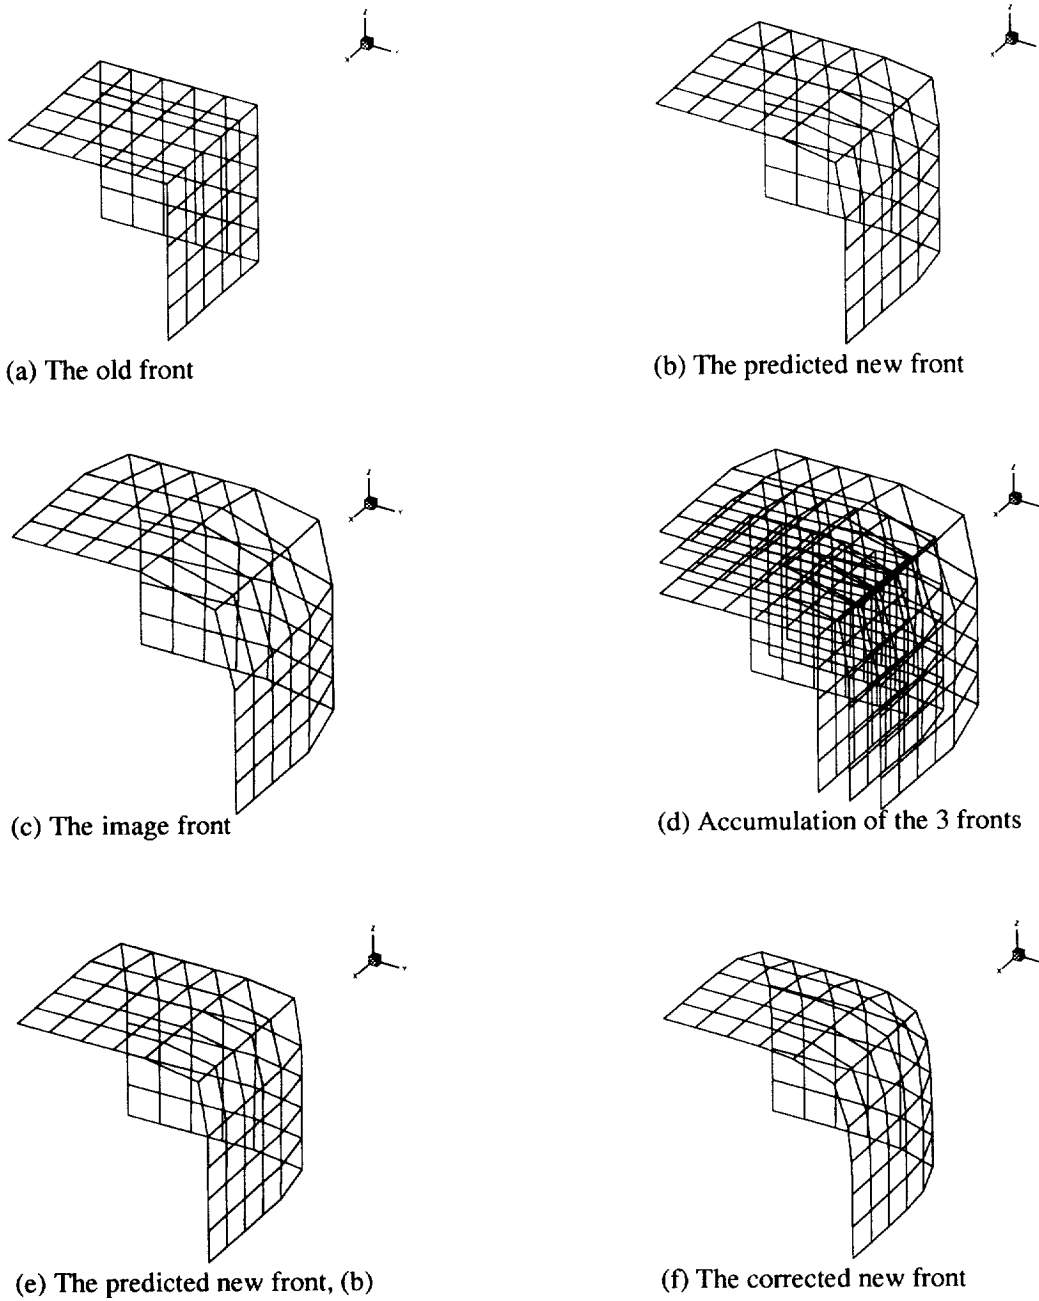 Z
X
Y
Z
X
(a) The old front
(b) The predicted new front
Z
X
Y
Z
X
(c) The image front
(d) Accumulation of the 3 fronts
Z
X
Y
Z
X
(e) The predicted new front, (b)
(f) The corrected new front